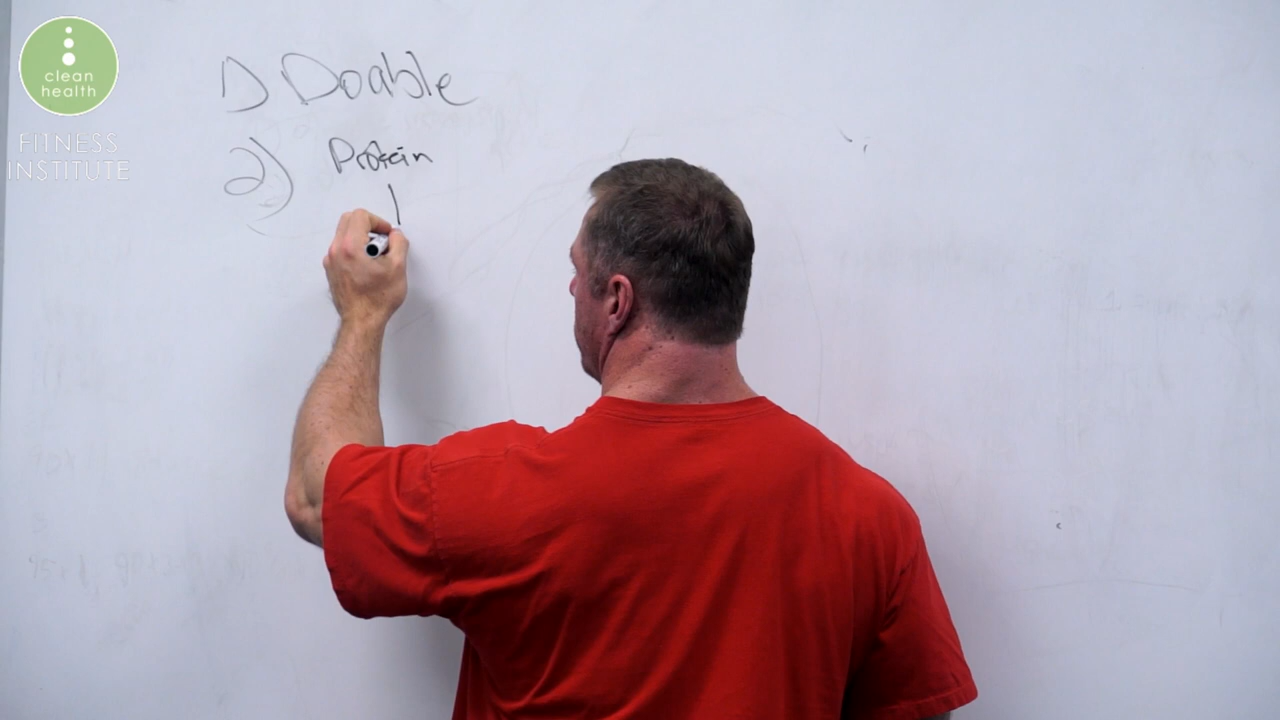 clean
health
FITNESS
INSTITUTE
1) Doable
2) Protein